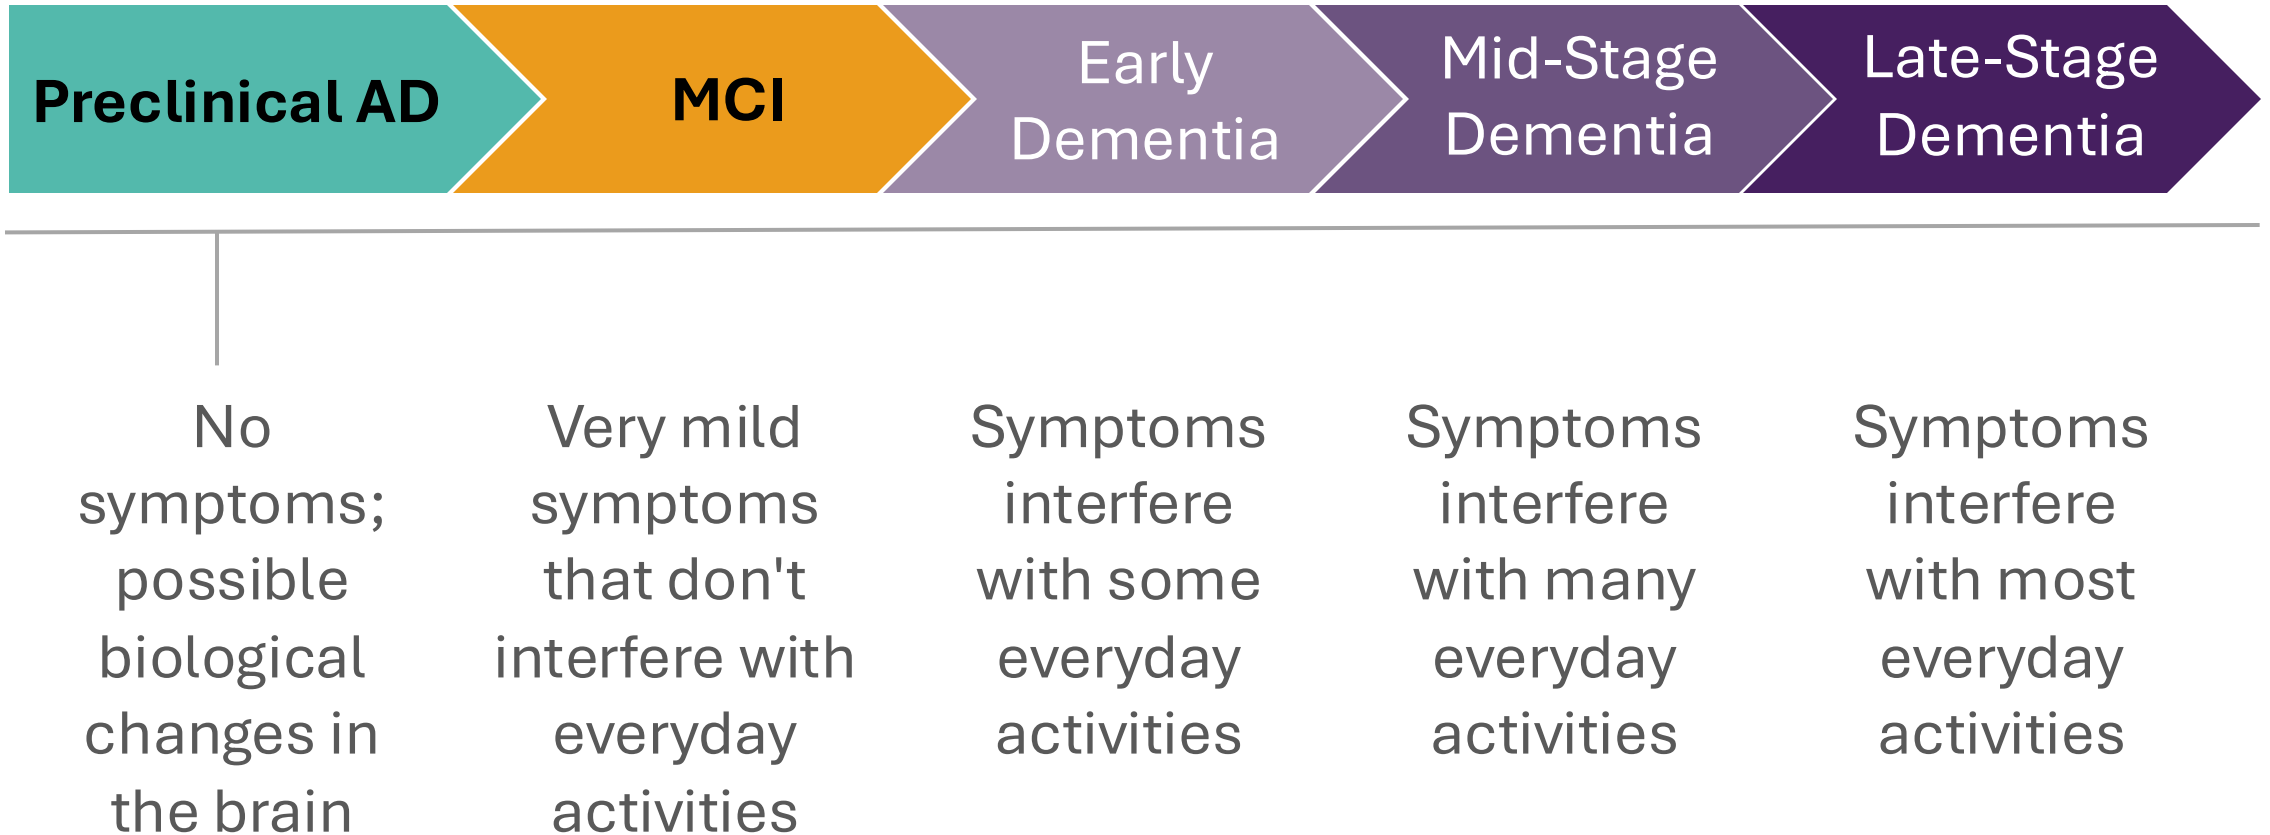 Preclinical AD
MCI
Early
Dementia
Mid-Stage
Dementia
Late-Stage
Dementia
No
symptoms;
possible
biological
changes in
the brain
Very mild
symptoms
that don't
interfere with
everyday
activities
Symptoms
interfere
with some
everyday
activities
Symptoms
interfere
with many
everyday
activities
Symptoms
interfere
with most
everyday
activities